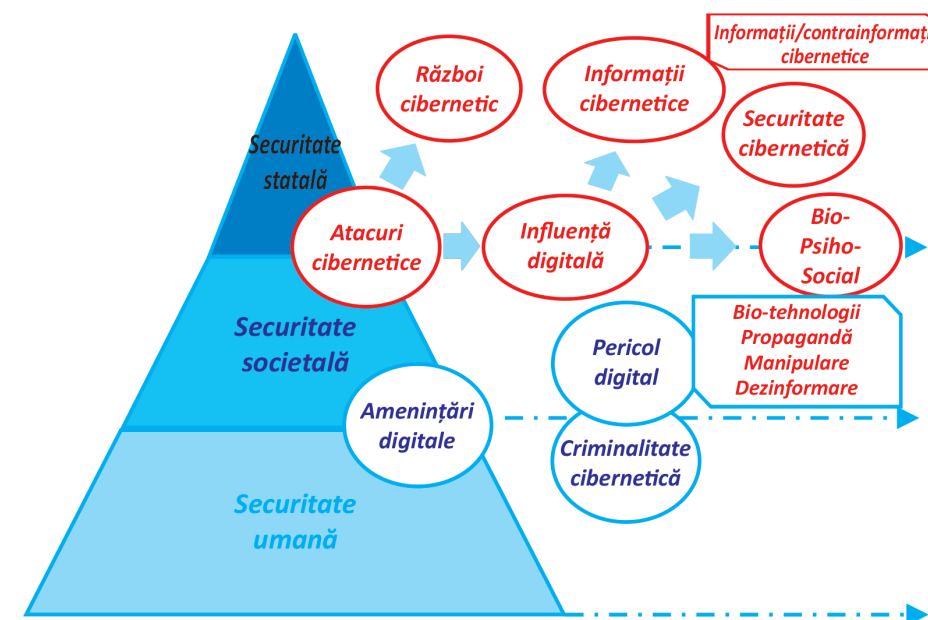 Informații/contrainformații
cibernetice
Război
cibernetic
Informații
cibernetice
Securitate
cibernetică
Securitate
statală
Atacuri
cibernetice
Influență
digitală
Bio-
Psiho-
Social
Bio-tehnologii
Propagandă
Manipulare
Dezinformare
Securitate
societală
Pericol
digital
Amenințări
digitale
Criminalitate
cibernetică
Securitate
umană